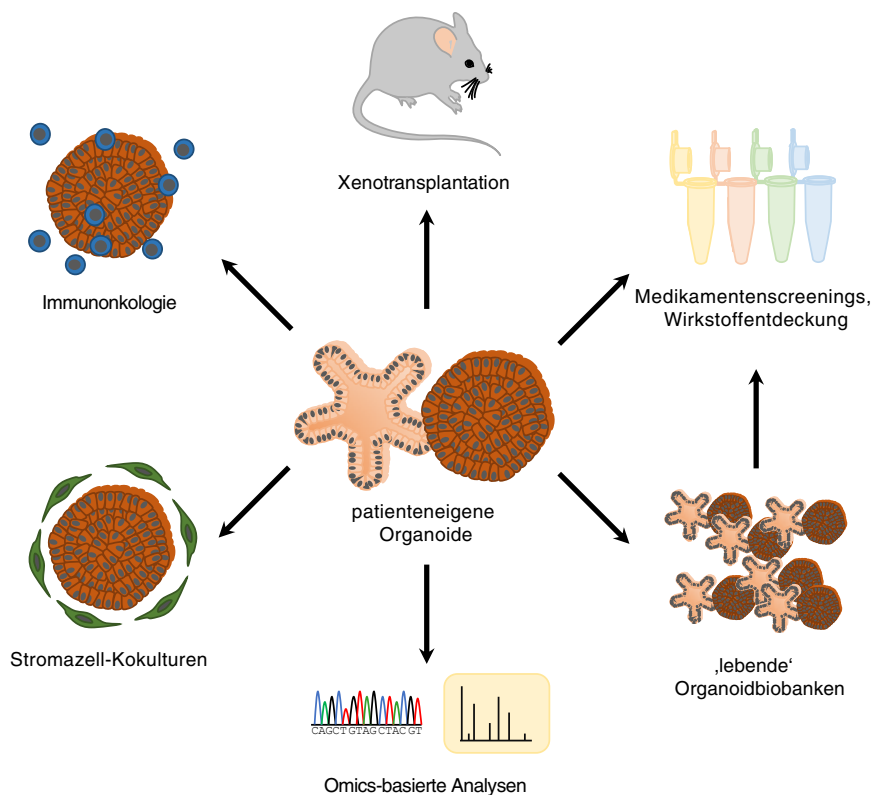 Xenotransplantation
Immunonkologie
Medikamentenscreenings,
Wirkstoffentdeckung
patienteneigene
Organoide
Stromazell-Kokulturen
‚lebende‘
Organoidbiobanken
CAGCTGTAGCTACGT
Omics-basierte Analysen